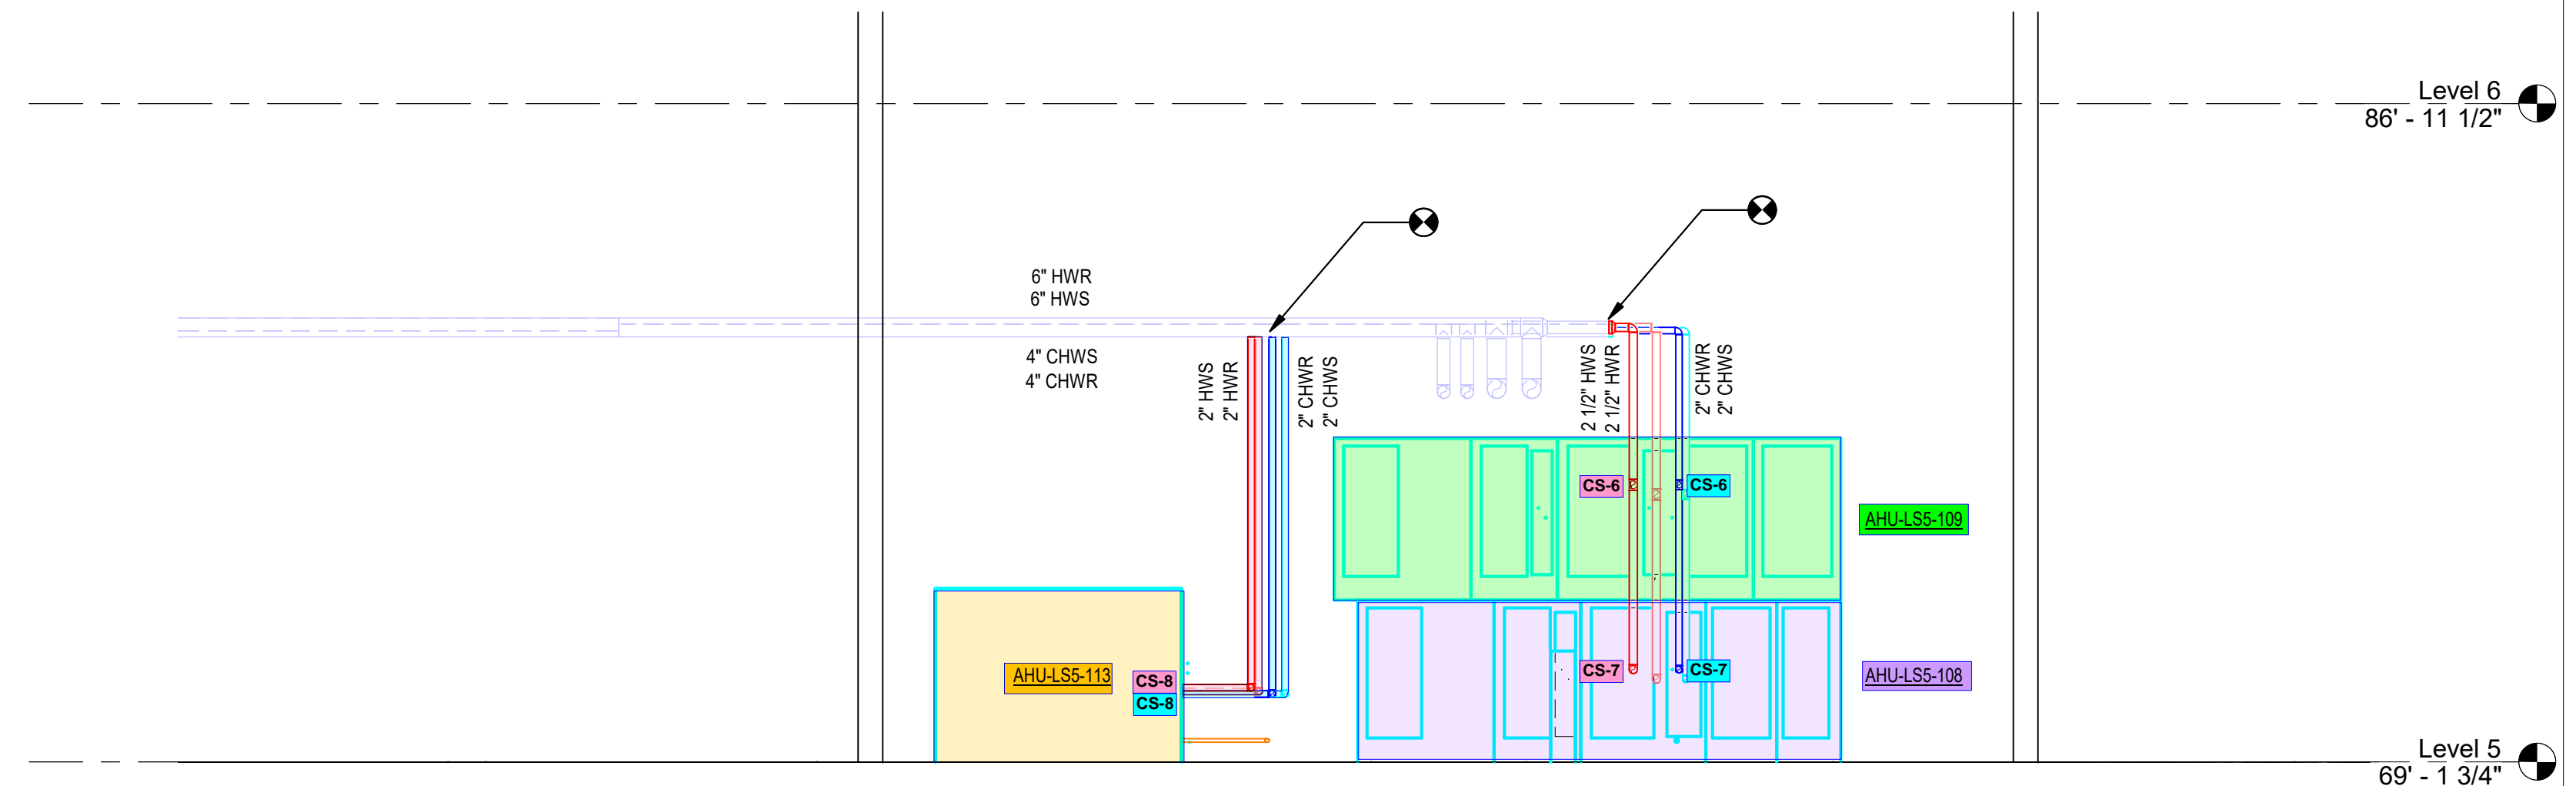 Level 6
86' - 11 1/2"
6" HWR
6" HWS
4" CHWS
4" CHWR
2" HWS
2" HWR
2" CHWR
2" CHWS
2 1/2" HWS
2 1/2" HWR
2" CHWR
2" CHWS
CS-6
CS-6
AHU-LS5-109
AHU-LS5-113
CS-8
CS-8
CS-7
CS-7
AHU-LS5-108
Level 5
69' - 1 3/4"